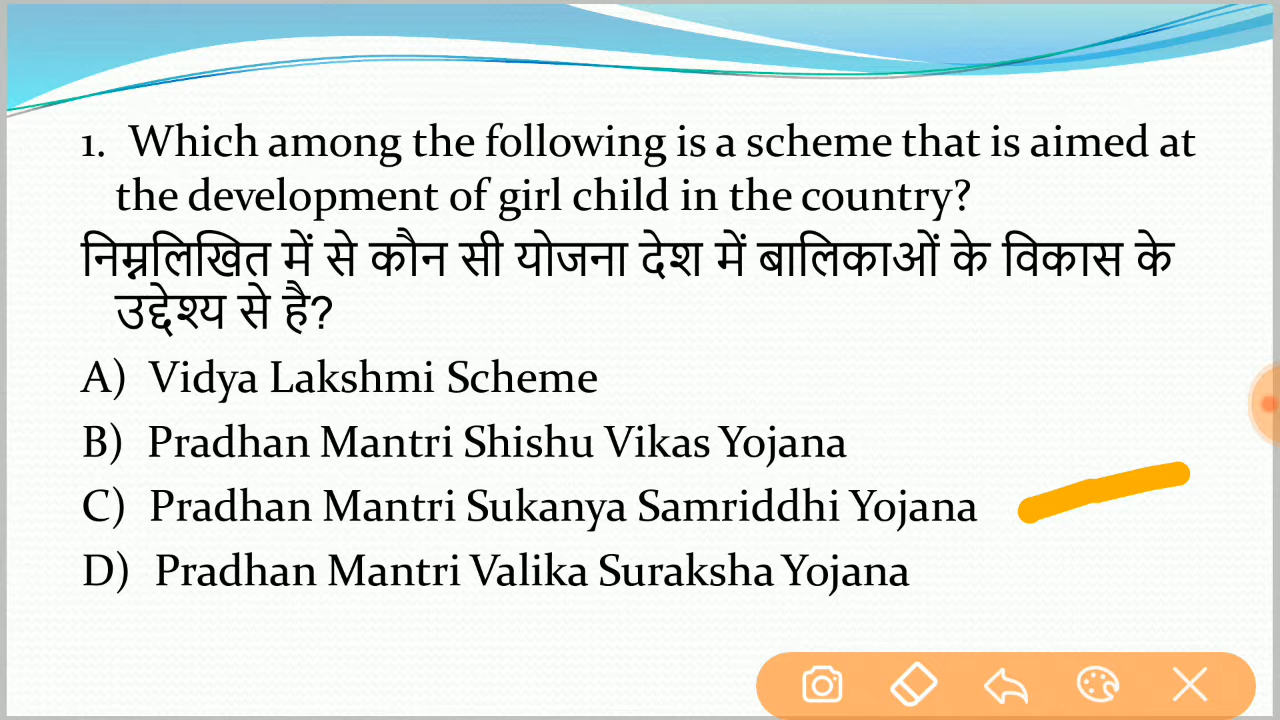 1. Which among the following is a scheme that is aimed at
the development of girl child in the country?
निम्नलिखित में से कौन सी योजना देश में बालिकाओं के विकास के
उद्देश्य से है?
A) Vidya Lakshmi Scheme
B) Pradhan Mantri Shishu Vikas Yojana
C) Pradhan Mantri Sukanya Samriddhi Yojana
D) Pradhan Mantri Valika Suraksha Yojana